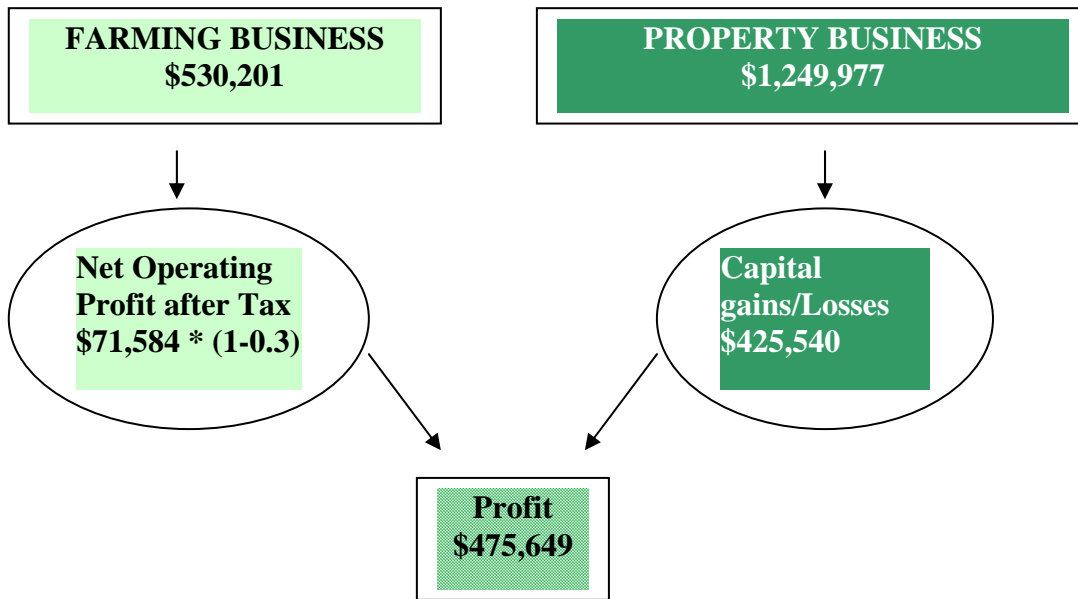 FARMING BUSINESS
$530,201
PROPERTY BUSINESS
$1,249,977
Net Operating
Profit after Tax
$71,584 * (1-0.3)
Capital
gains/Losses
$425,540
Profit
$475,649